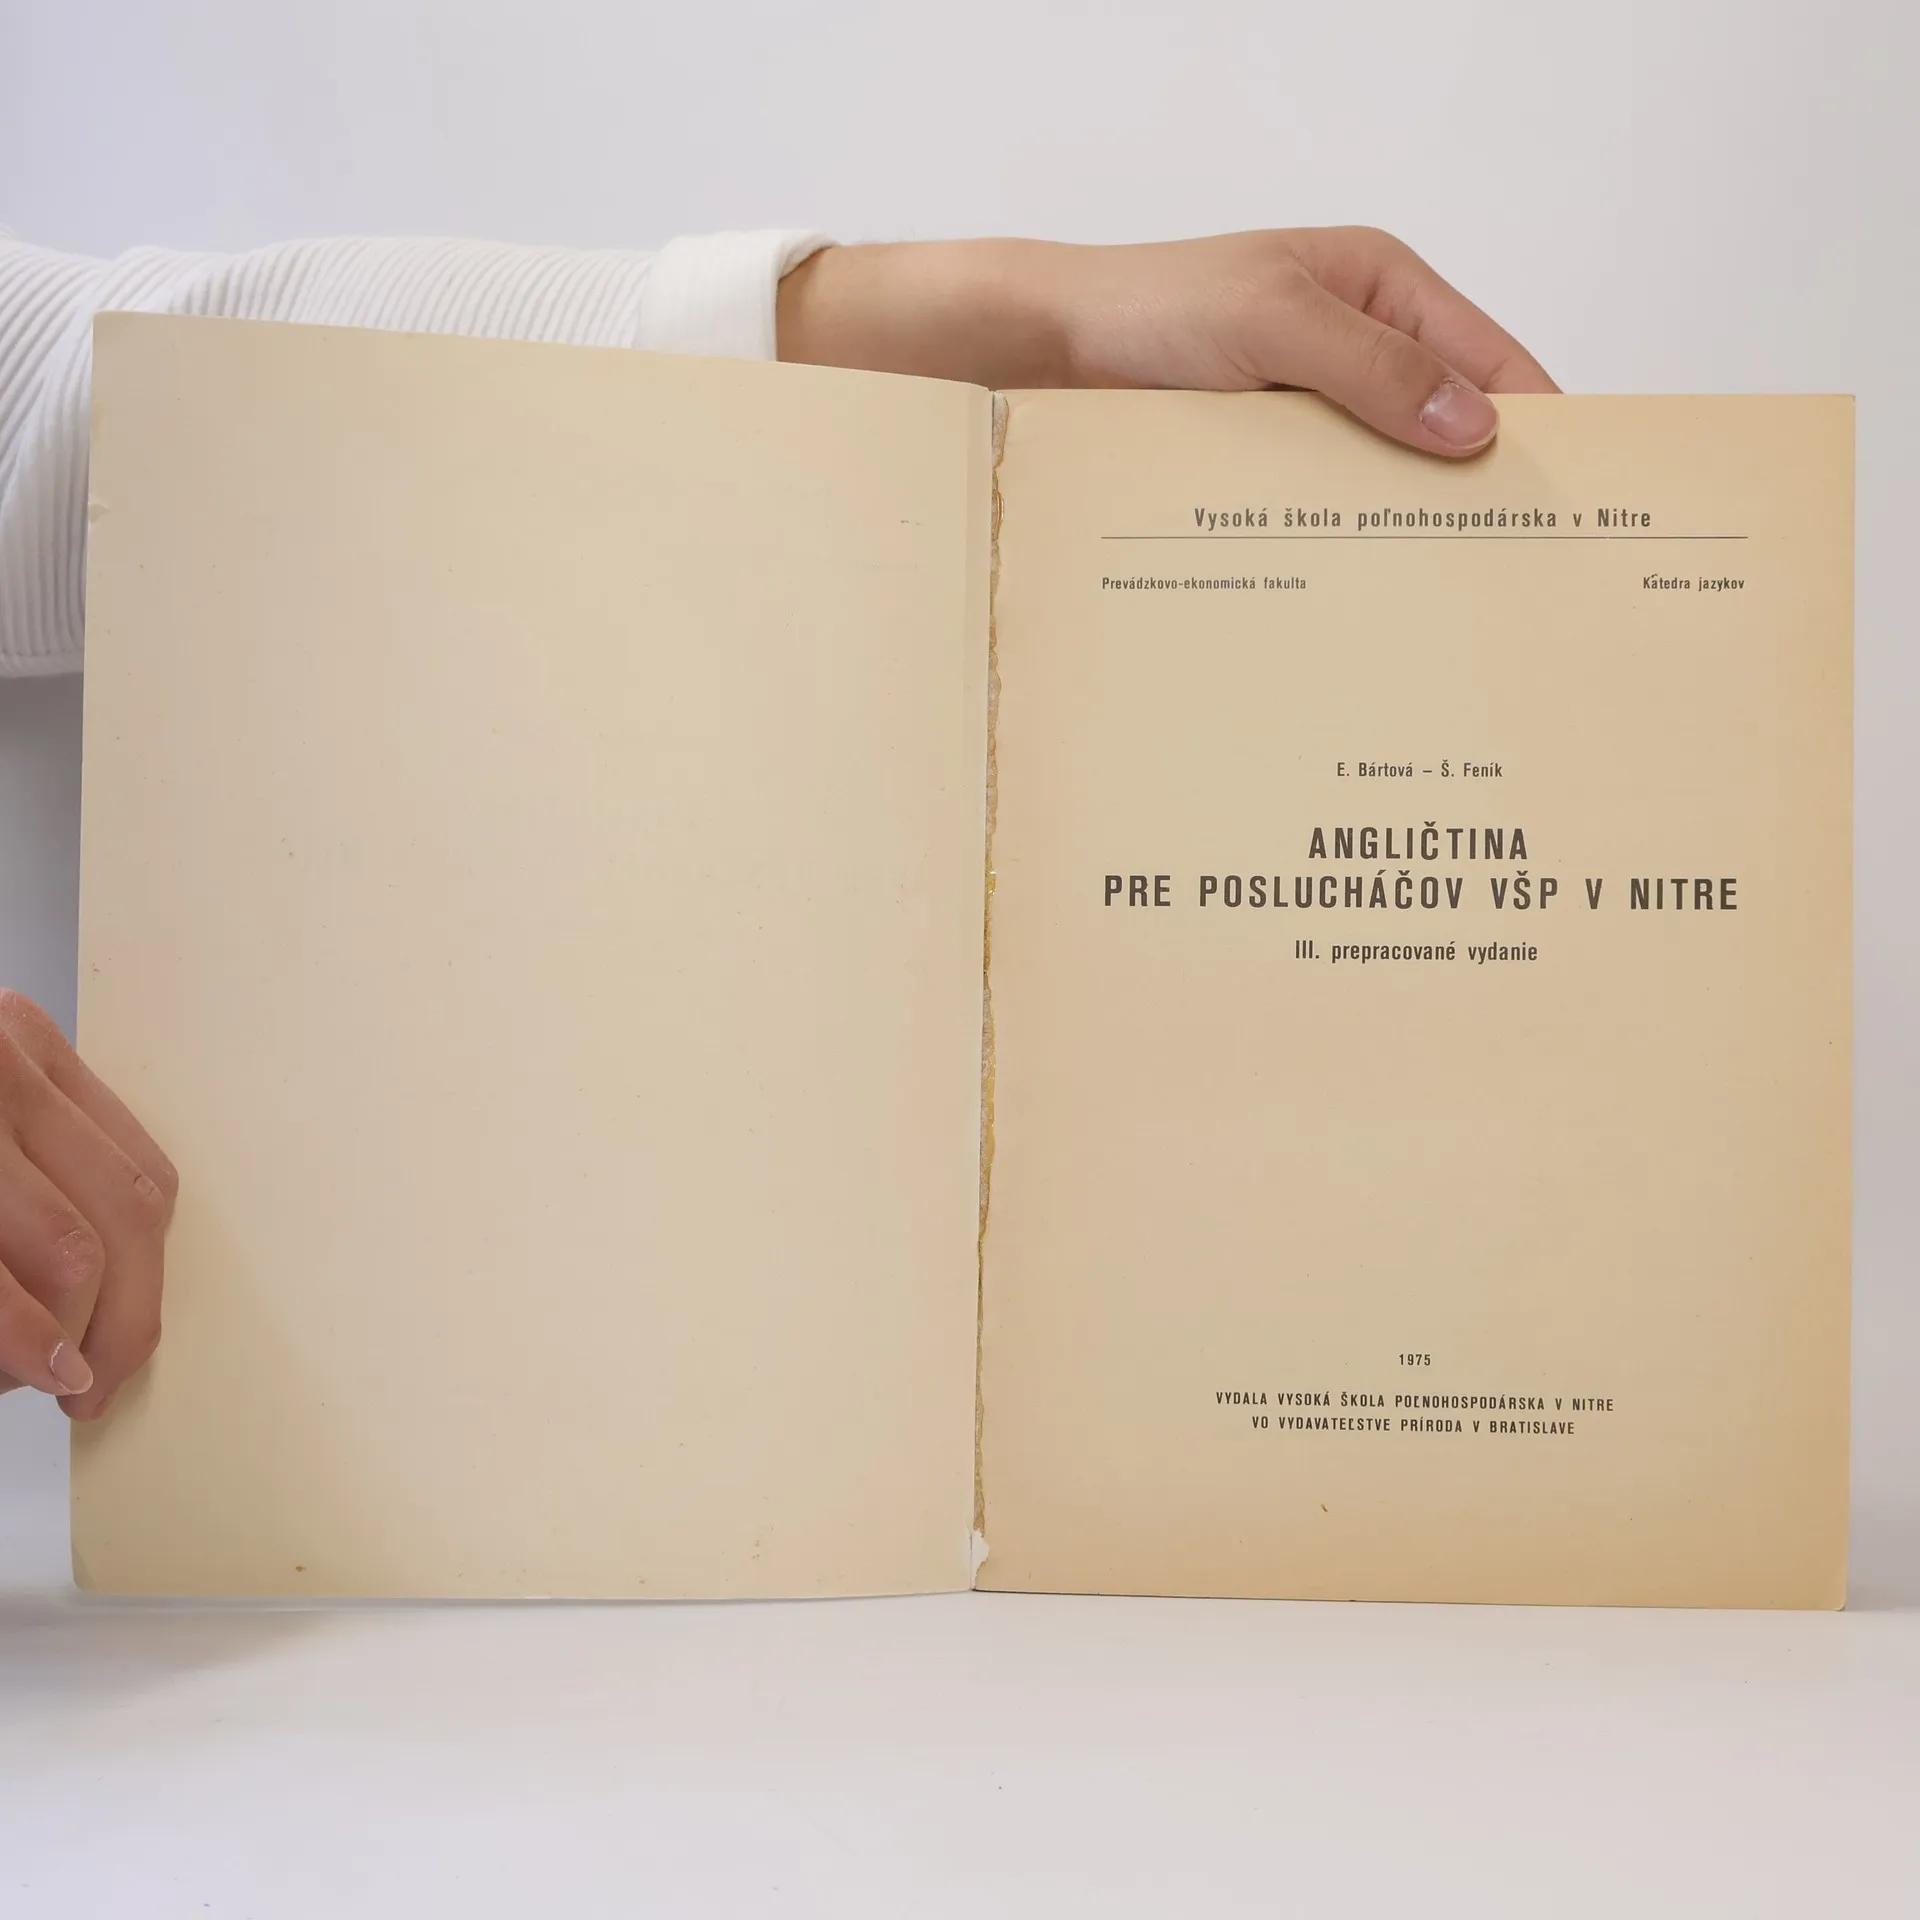 Vysoká škola poľnohospodárska v Nitre
Prevádzkovo-ekonomická fakulta
Katedra jazykov
E. Bártová – Š. Feník
ANGLIČTINA
PRE POSLUCHÁČOV VŠP V NITRE
III. prepracované vydanie
1975
VYDALA VYSOKÁ ŠKOLA POĽNOHOSPODÁRSKA V NITRE
VO VYDAVATEĽSTVE PRÍRODA V BRATISLAVE